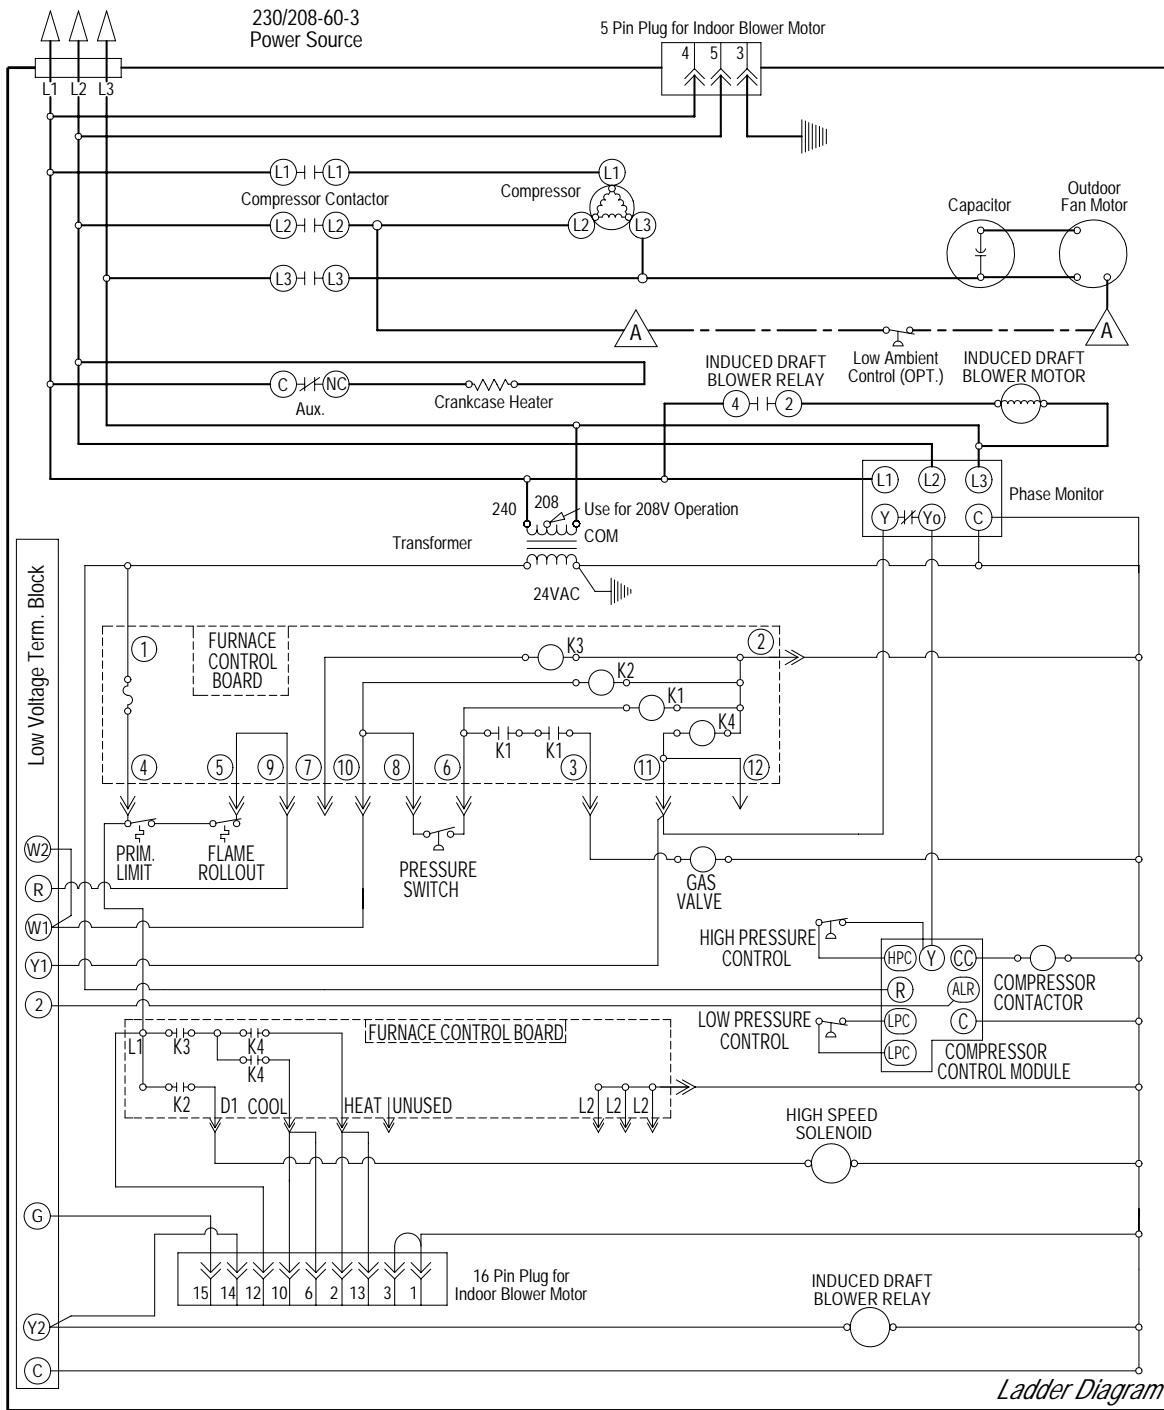 230/208-60-3
Power Source
5 Pin Plug for Indoor Blower Motor
4 5 3
L1 L2 L3
L1 L1
L1
Compressor Contactor
Compressor
L2 L2
L2 L3
L3 L3
Capacitor
Outdoor
Fan Motor
A
A
Low Ambient
Control (OPT.)
INDUCED DRAFT
BLOWER RELAY
INDUCED DRAFT
BLOWER MOTOR
C NC
Aux.
Crankcase Heater
4 2
L1 L2 L3
Phase Monitor
Y Yo C
240
208
Use for 208V Operation
COM
Transformer
24VAC
Low Voltage Term. Block
FURNACE
CONTROL
BOARD
1
2
K3
K2
K1
K4
K1 K1
4 5 9 7 10 8 6 3 11 12
PRIM.
LIMIT
FLAME
ROLLOUT
PRESSURE
SWITCH
GAS
VALVE
W2
R
W1
Y1
2
HIGH PRESSURE
CONTROL
HPC Y CC
R ALR
COMPRESSOR
CONTACTOR
LOW PRESSURE
CONTROL
LPC C
LPC
COMPRESSOR
CONTROL MODULE
FURNACE CONTROL BOARD
L1 K3 K4
K4
K2
D1 COOL HEAT UNUSED
L2 L2 L2
HIGH SPEED
SOLENOID
G
15 14 12 10 6 2 13 3 1
16 Pin Plug for
Indoor Blower Motor
INDUCED DRAFT
BLOWER RELAY
Y2
C
Ladder Diagram